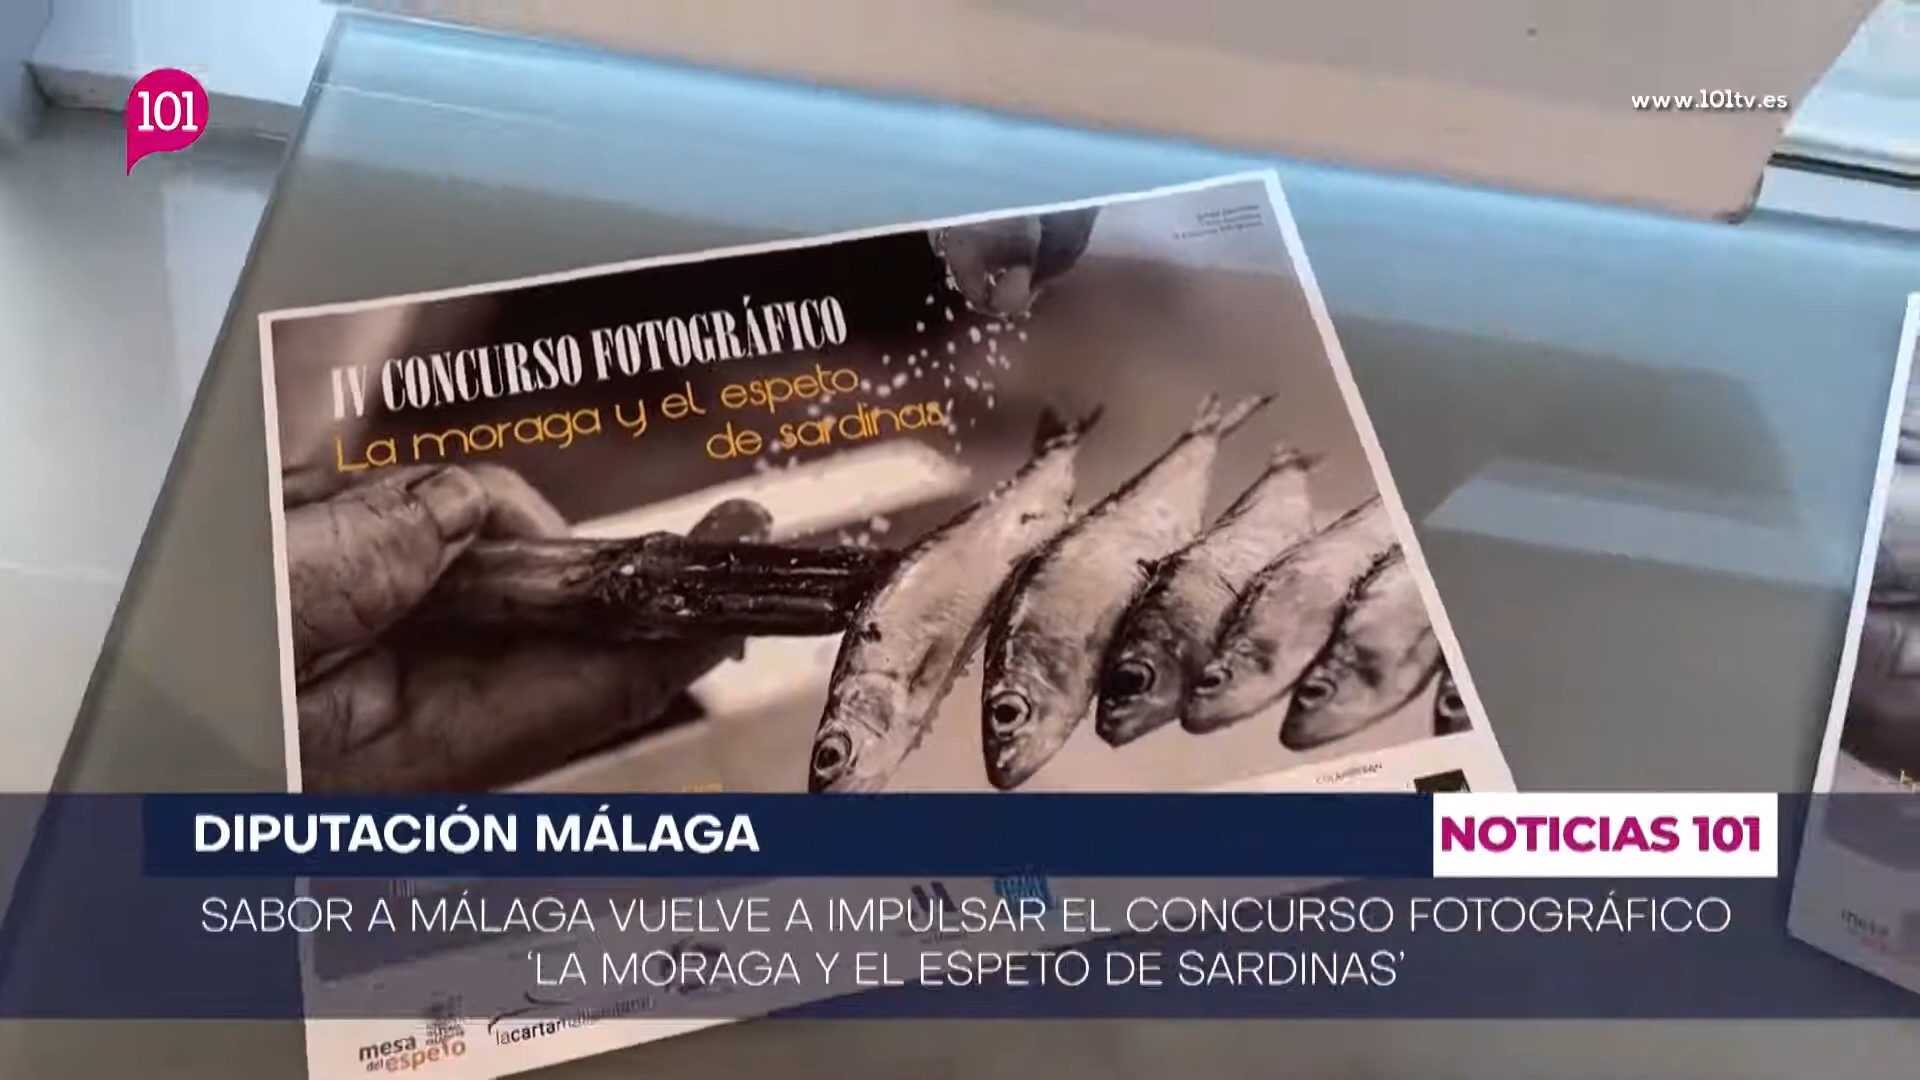 101
www.101tv.es
IV CONCURSO FOTOGRÁFICO
La moraga y el espeto
de sardinas
DIPUTACIÓN MÁLAGA
NOTICIAS 101
SABOR A MÁLAGA VUELVE A IMPULSAR EL CONCURSO FOTOGRÁFICO
‘LA MORAGA Y EL ESPETO DE SARDINAS’
mesa
del espeto